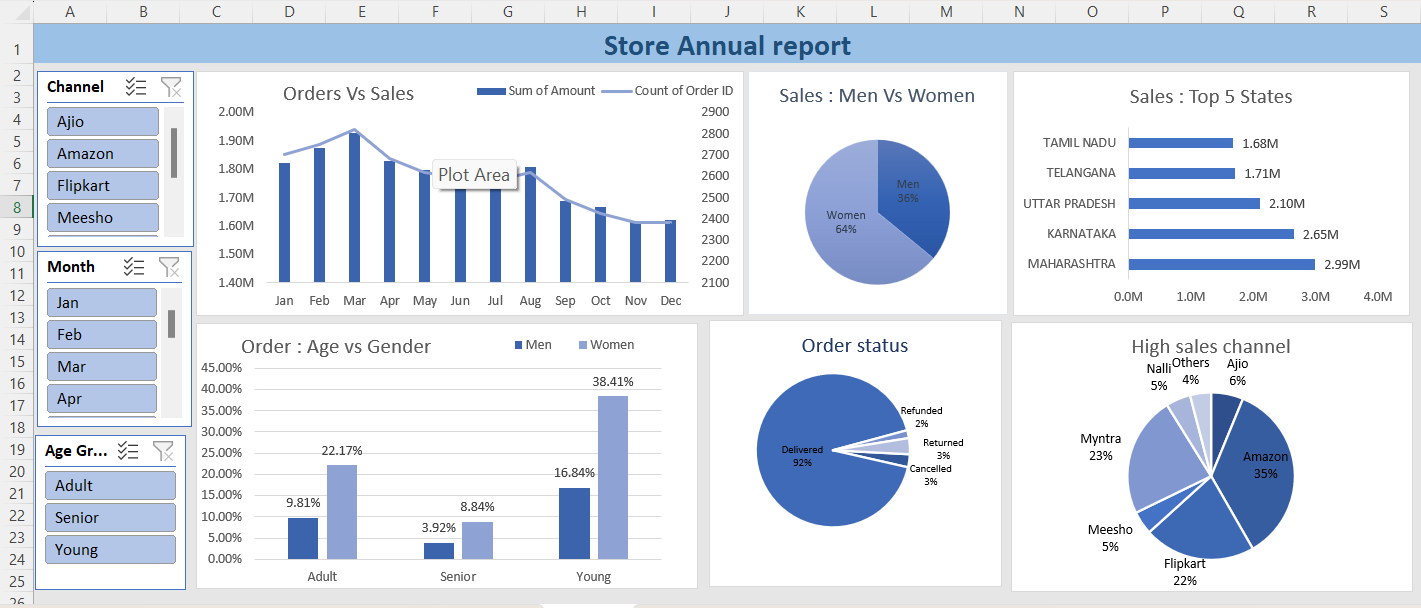 A B C D E F G H I J K L M N O P Q R S
1 2 3 4 5 6 7 8 9 10 11 12 13 14 15 16 17 18 19 20 21 22 23 24 25 26
Store Annual report
Channel
Ajio
Amazon
Flipkart
Meesho
Month
Jan
Feb
Mar
Apr
Age Gr...
Adult
Senior
Young
Orders Vs Sales
Sum of Amount Count of Order ID
2.00M
1.90M
1.80M
1.70M
1.60M
1.50M
1.40M
2900
2800
2700
2600
2500
2400
2300
2200
2100
Plot Area
Jan Feb Mar Apr May Jun Jul Aug Sep Oct Nov Dec
Sales : Men Vs Women
Men
36%
Women
64%
Sales : Top 5 States
TAMIL NADU 1.68M
TELANGANA 1.71M
UTTAR PRADESH 2.10M
KARNATAKA 2.65M
MAHARASHTRA 2.99M
0.0M 1.0M 2.0M 3.0M 4.0M
Order : Age vs Gender
Men Women
45.00%
40.00%
35.00%
30.00%
25.00%
20.00%
15.00%
10.00%
5.00%
0.00%
9.81% 22.17%
3.92% 8.84%
16.84% 38.41%
Adult Senior Young
Order status
Delivered
92%
Refunded
2%
Returned
3%
Cancelled
3%
High sales channel
Ajio
6%
Amazon
35%
Flipkart
22%
Meesho
5%
Myntra
23%
Nalli
5%
Others
4%